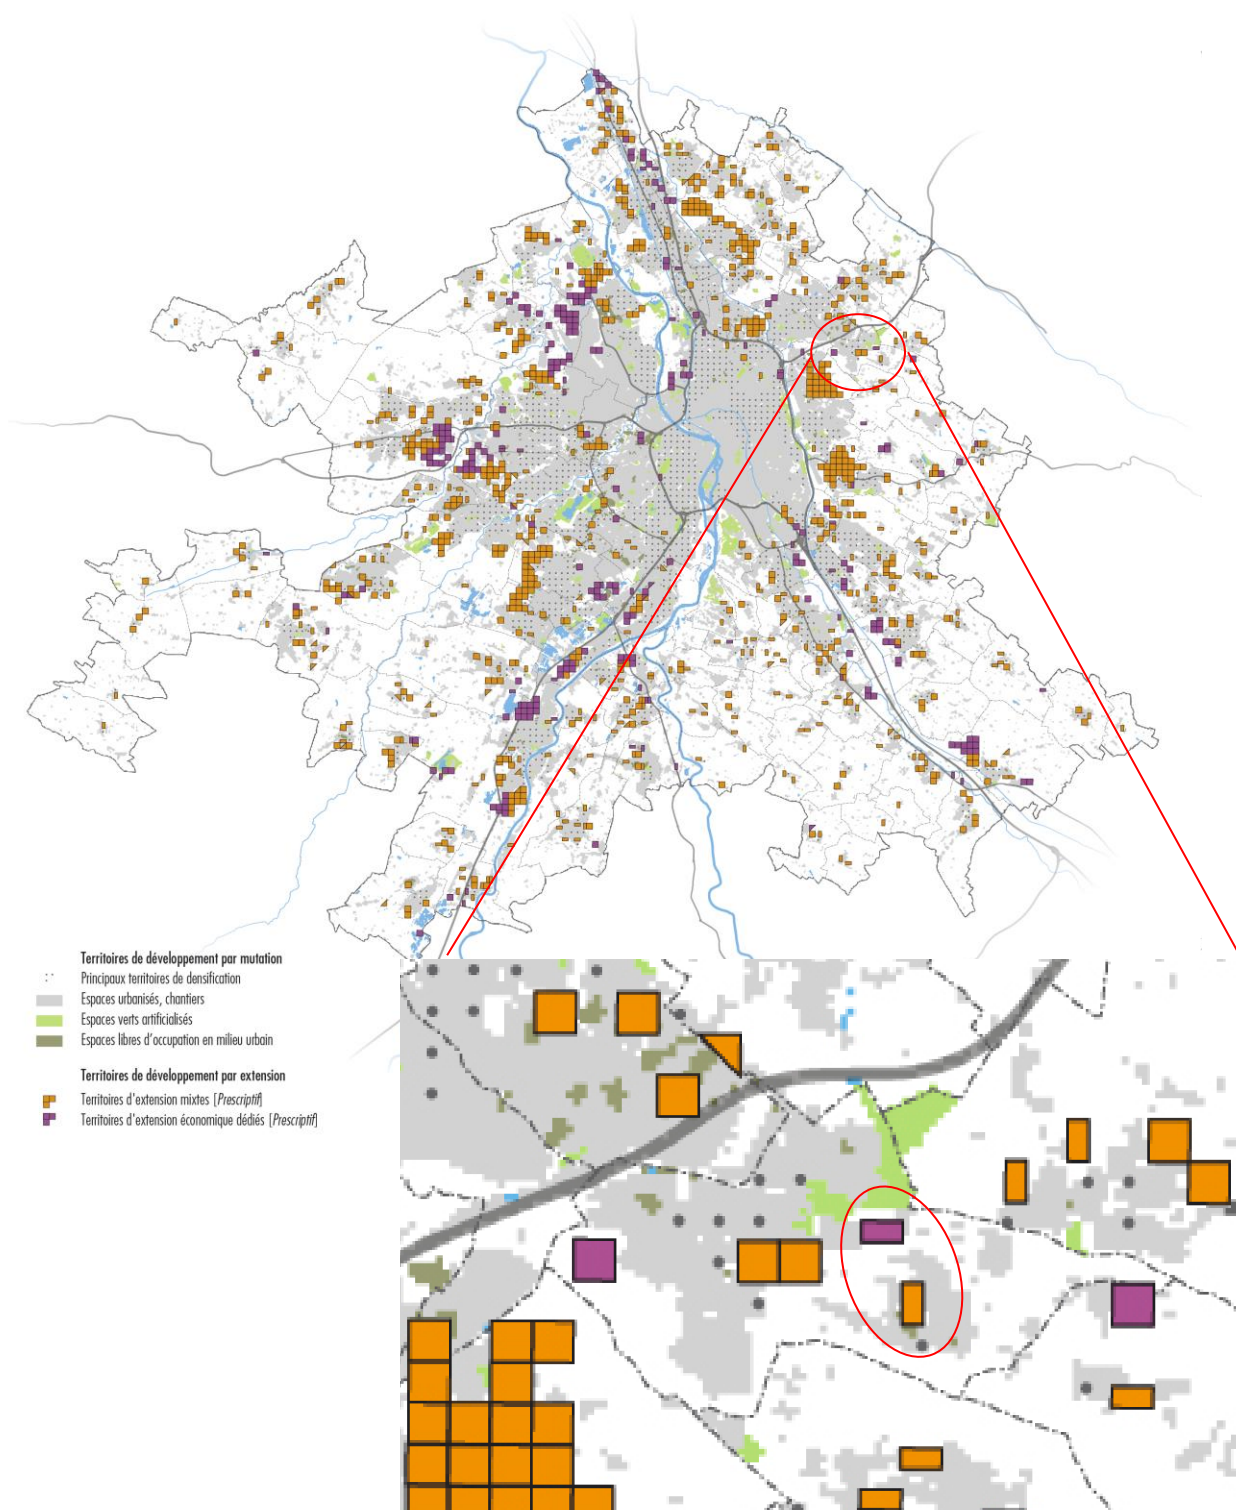 Territoires de développement par mutation
Principaux territoires de densification
Espaces urbanisés, chantiers
Espaces verts artificialisés
Espaces libres d'occupation en milieu urbain
Territoires de développement par extension
Territoires d'extension mixtes [Prescriptif]
Territoires d'extension économique dédiés [Prescriptif]